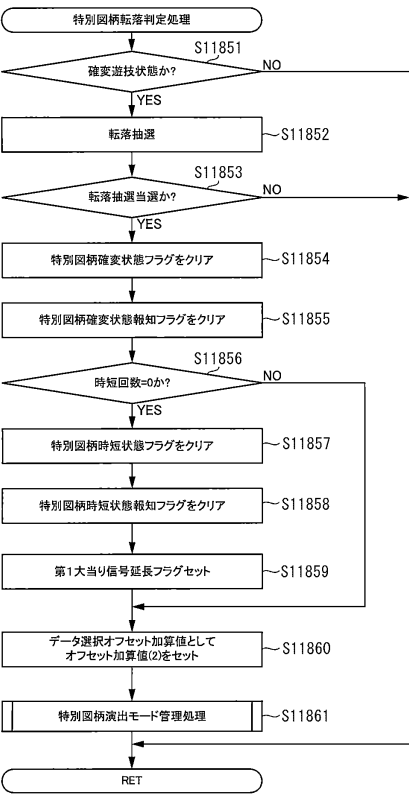 特別図柄転落判定処理
S11851
確変遊技状態か?
NO
YES
転落抽選
S11852
S11853
転落抽選当選か?
NO
YES
特別図柄確変状態フラグをクリア
S11854
特別図柄確変状態報知フラグをクリア
S11855
S11856
時短回数=0か?
NO
YES
特別図柄時短状態フラグをクリア
S11857
特別図柄時短状態報知フラグをクリア
S11858
第1大当り信号延長フラグセット
S11859
データ選択オフセット加算値として
オフセット加算値(2)をセット
S11860
特別図柄演出モード管理処理
S11861
RET